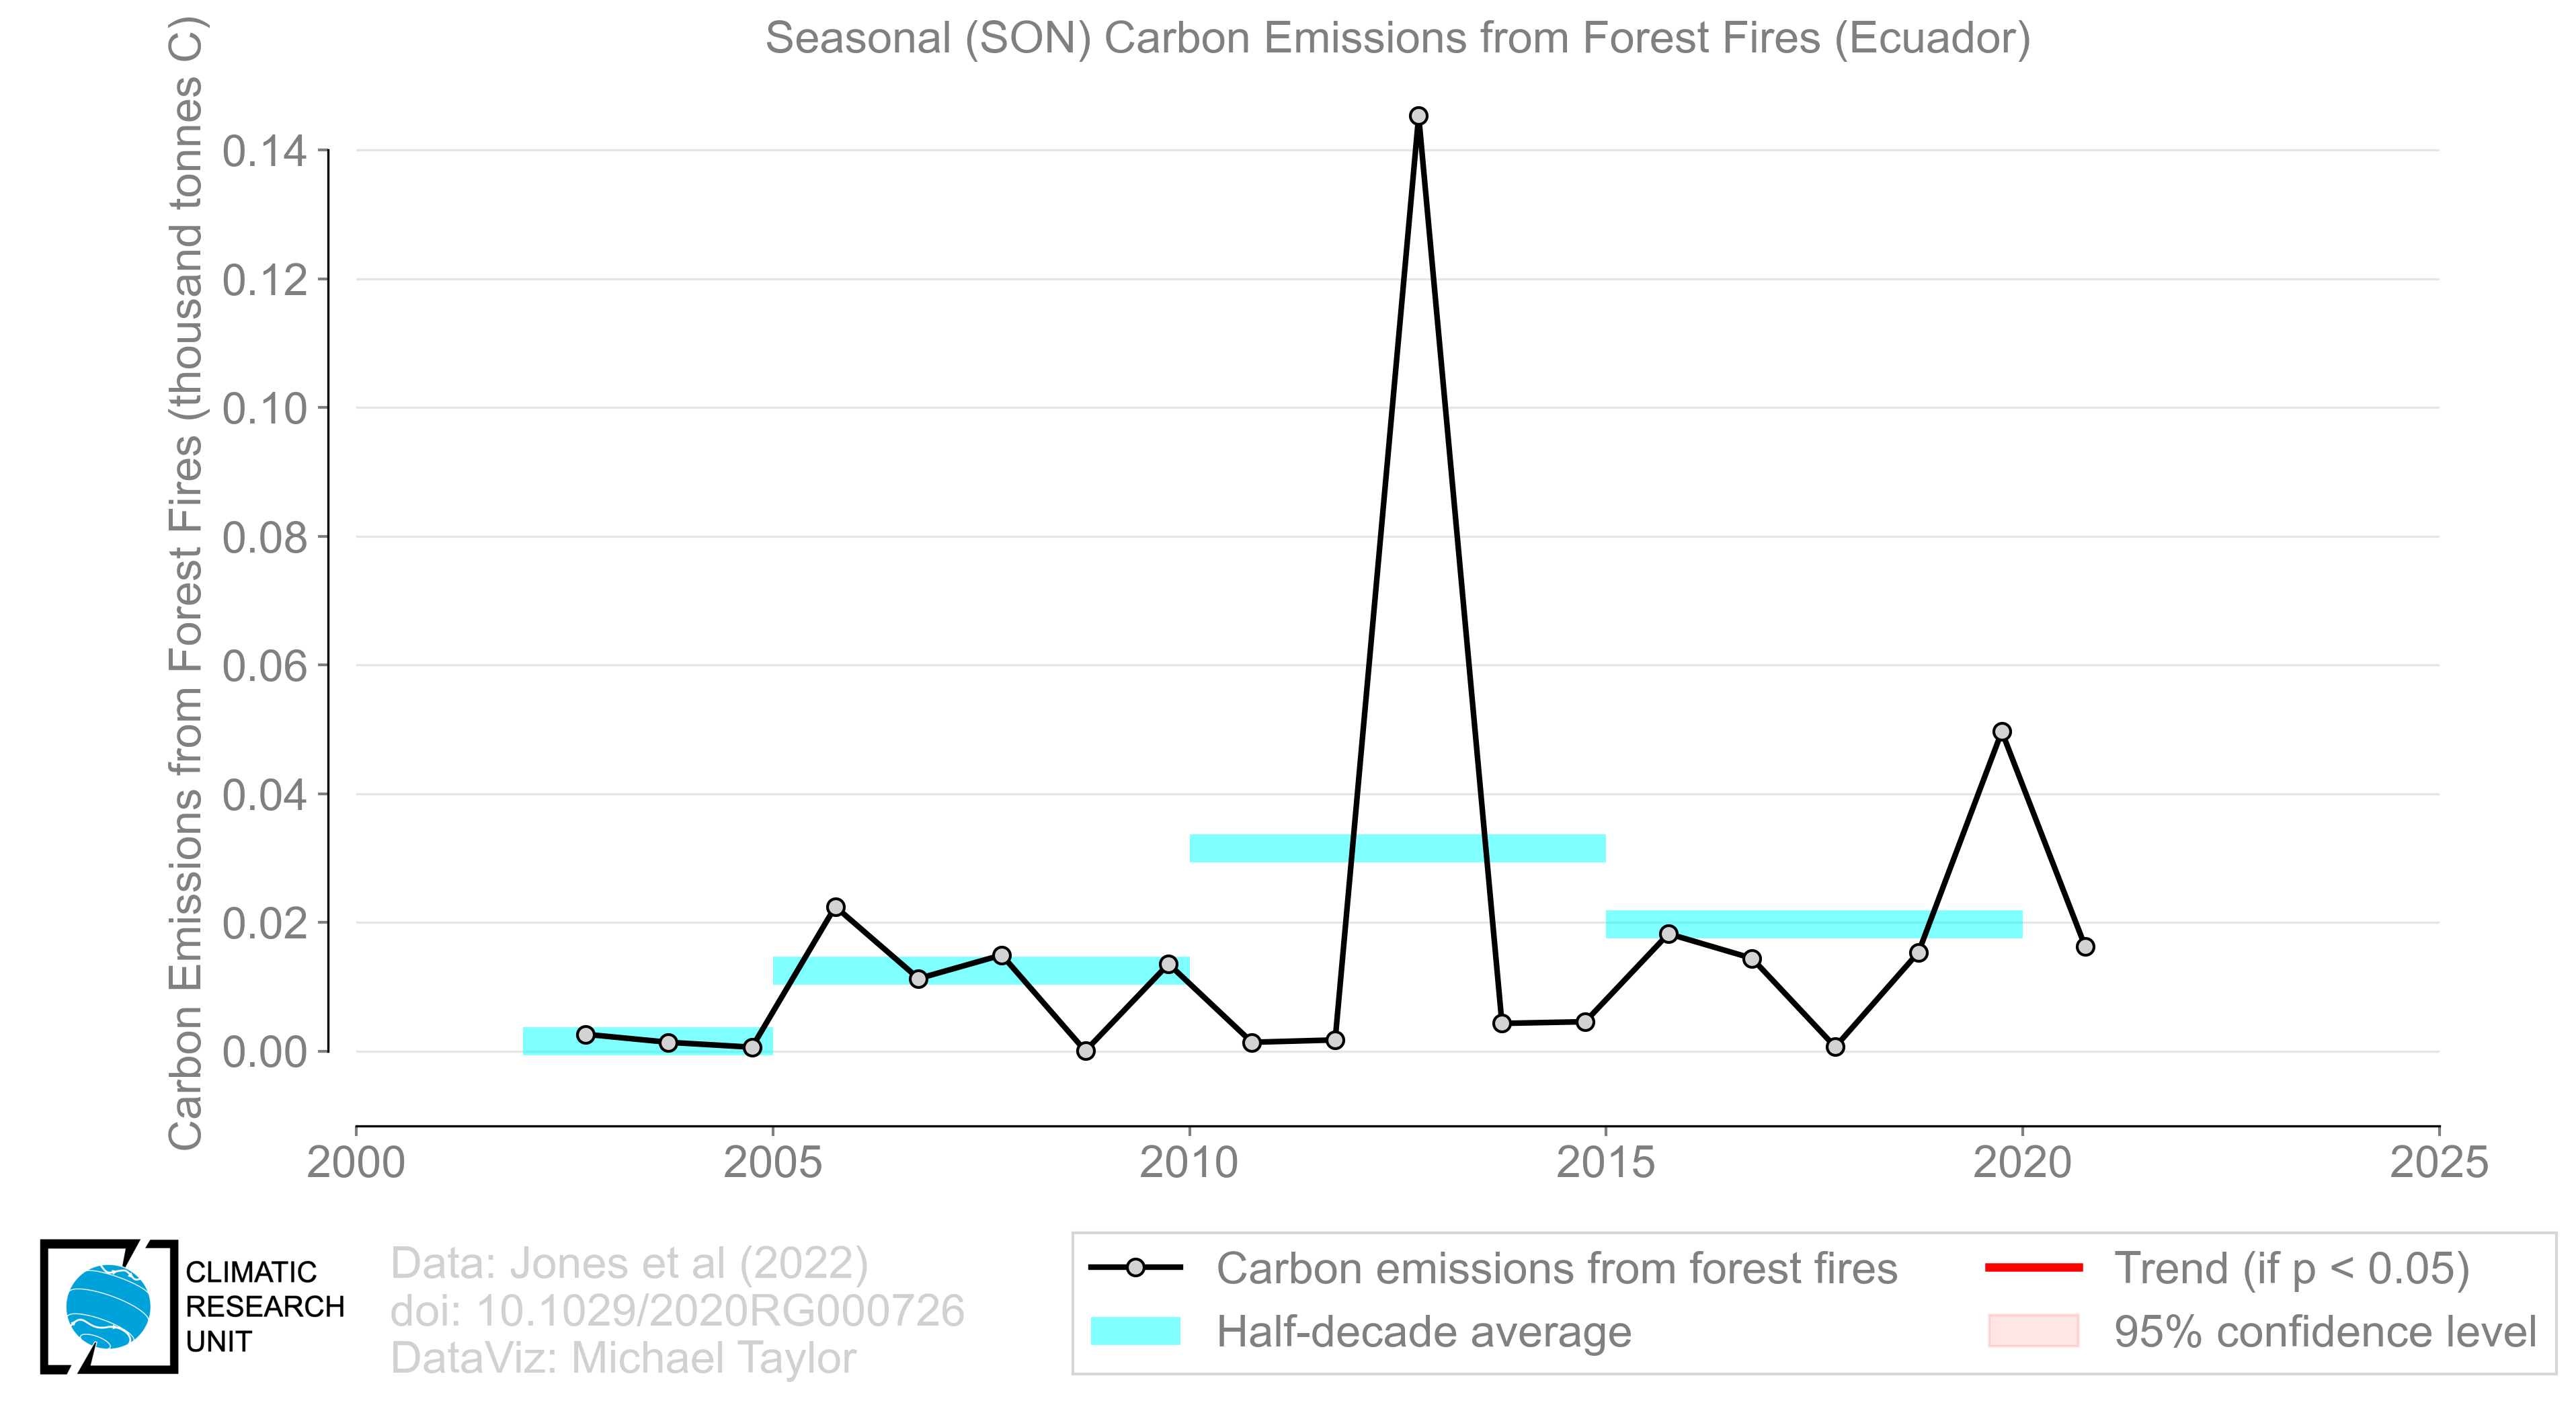 Seasonal (SON) Carbon Emissions from Forest Fires (Ecuador)
Carbon Emissions from Forest Fires (thousand tonnes C)
0.14
0.12
0.10
0.08
0.06
0.04
0.02
0.00
2000 2005 2010 2015 2020 2025
CLIMATIC
RESEARCH
UNIT
Data: Jones et al (2022)
doi: 10.1029/2020RG000726
DataViz: Michael Taylor
Carbon emissions from forest fires
Half-decade average
Trend (if p < 0.05)
95% confidence level